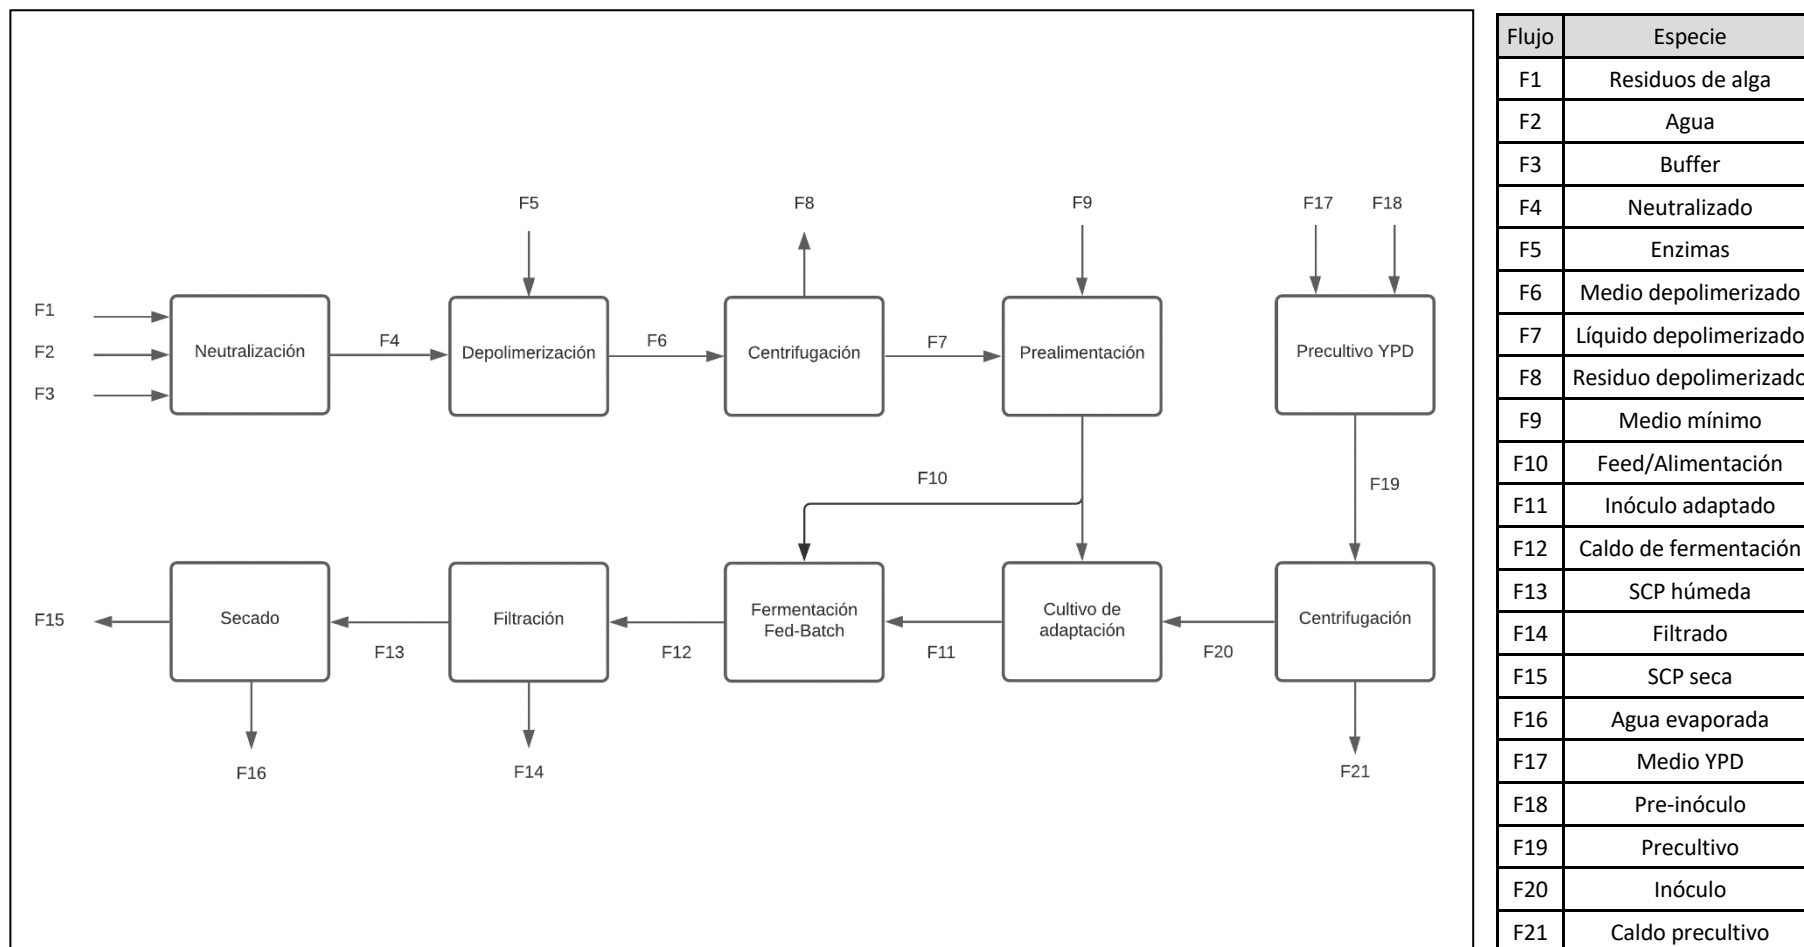 F5
F8
F9
F17
F18
F1
F2
F3
Neutralización
F4
Depolimerización
F6
Centrifugación
F7
Prealimentación
Precultivo YPD
F10
F19
F15
Secado
F13
Filtración
F12
Fermentación
Fed-Batch
F11
Cultivo de
adaptación
F20
Centrifugación
F16
F14
F21
Flujo Especie
F1 Residuos de alga
F2 Agua
F3 Buffer
F4 Neutralizado
F5 Enzimas
F6 Medio depolimerizado
F7 Líquido depolimerizado
F8 Residuo depolimerizado
F9 Medio mínimo
F10 Feed/Alimentación
F11 Inóculo adaptado
F12 Caldo de fermentación
F13 SCP húmeda
F14 Filtrado
F15 SCP seca
F16 Agua evaporada
F17 Medio YPD
F18 Pre-inóculo
F19 Precultivo
F20 Inóculo
F21 Caldo precultivo